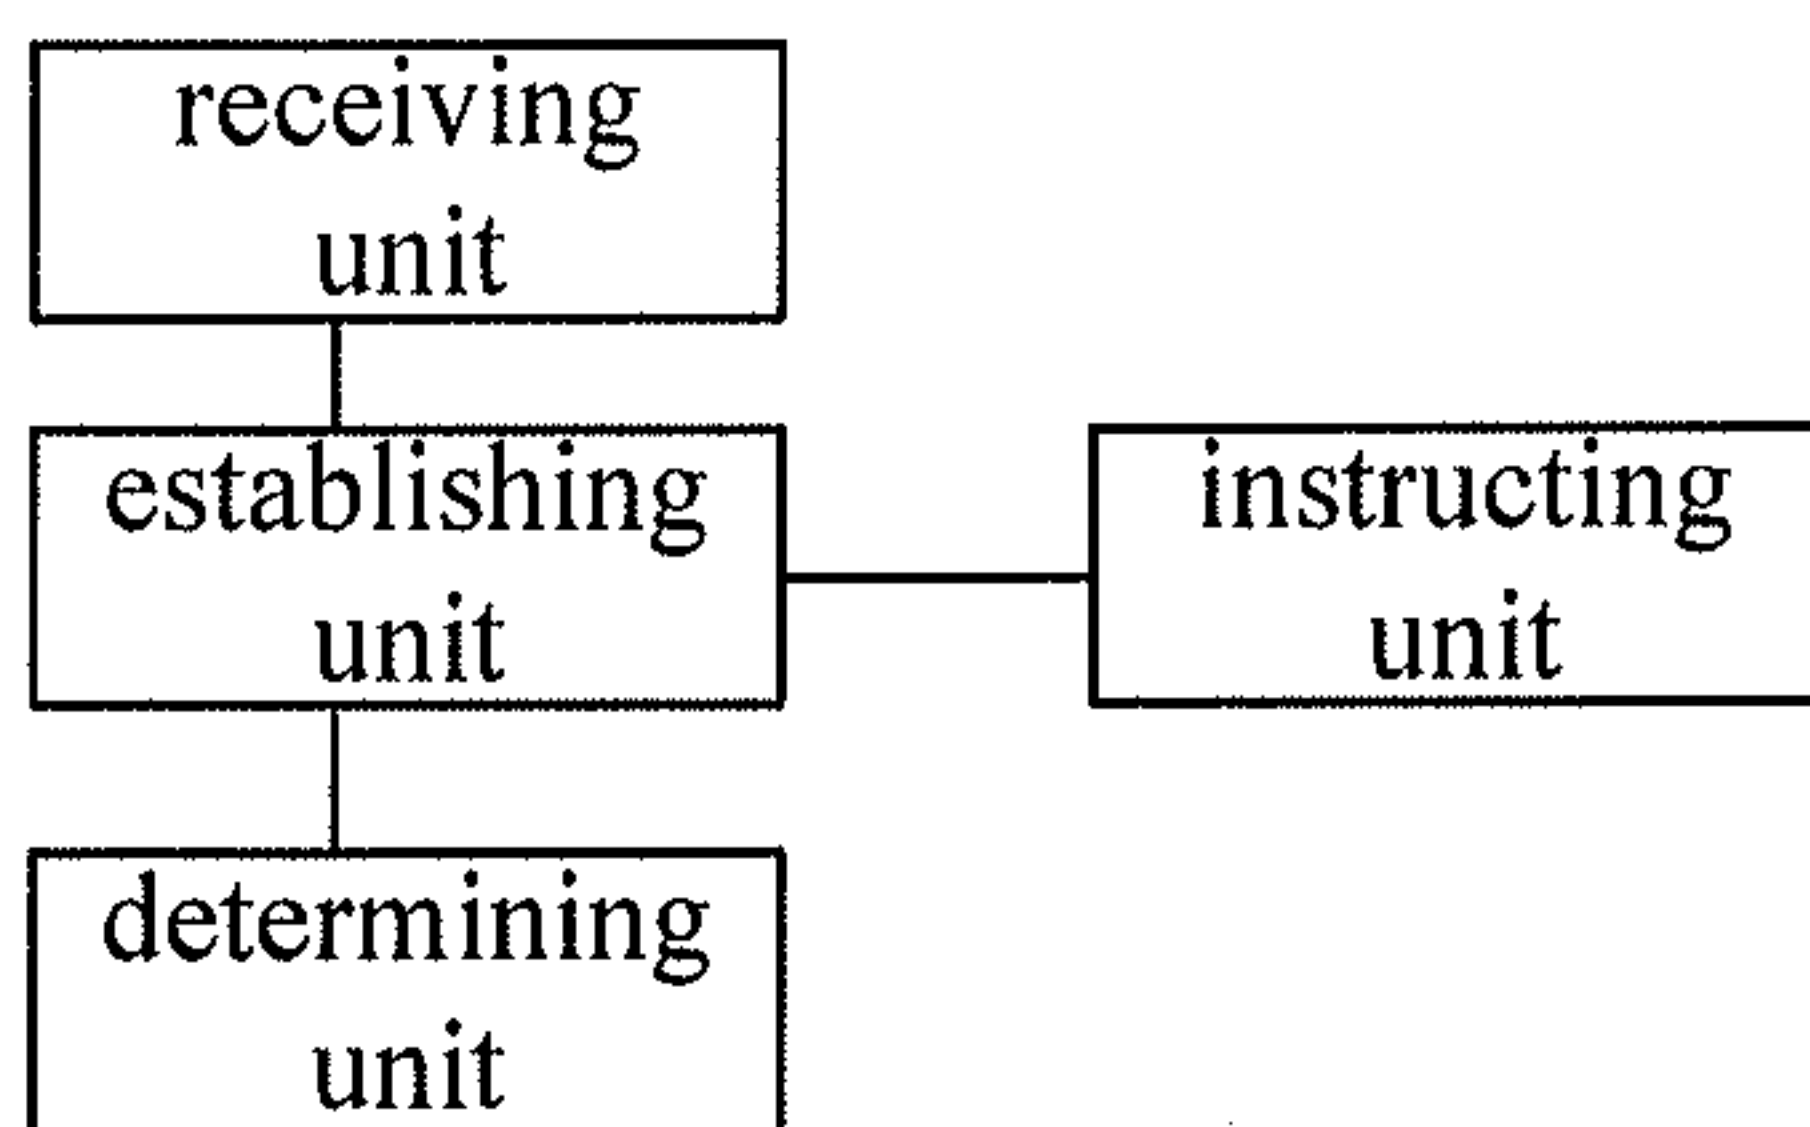 receiving
unit
establishing
unit
instructing
unit
determining
unit